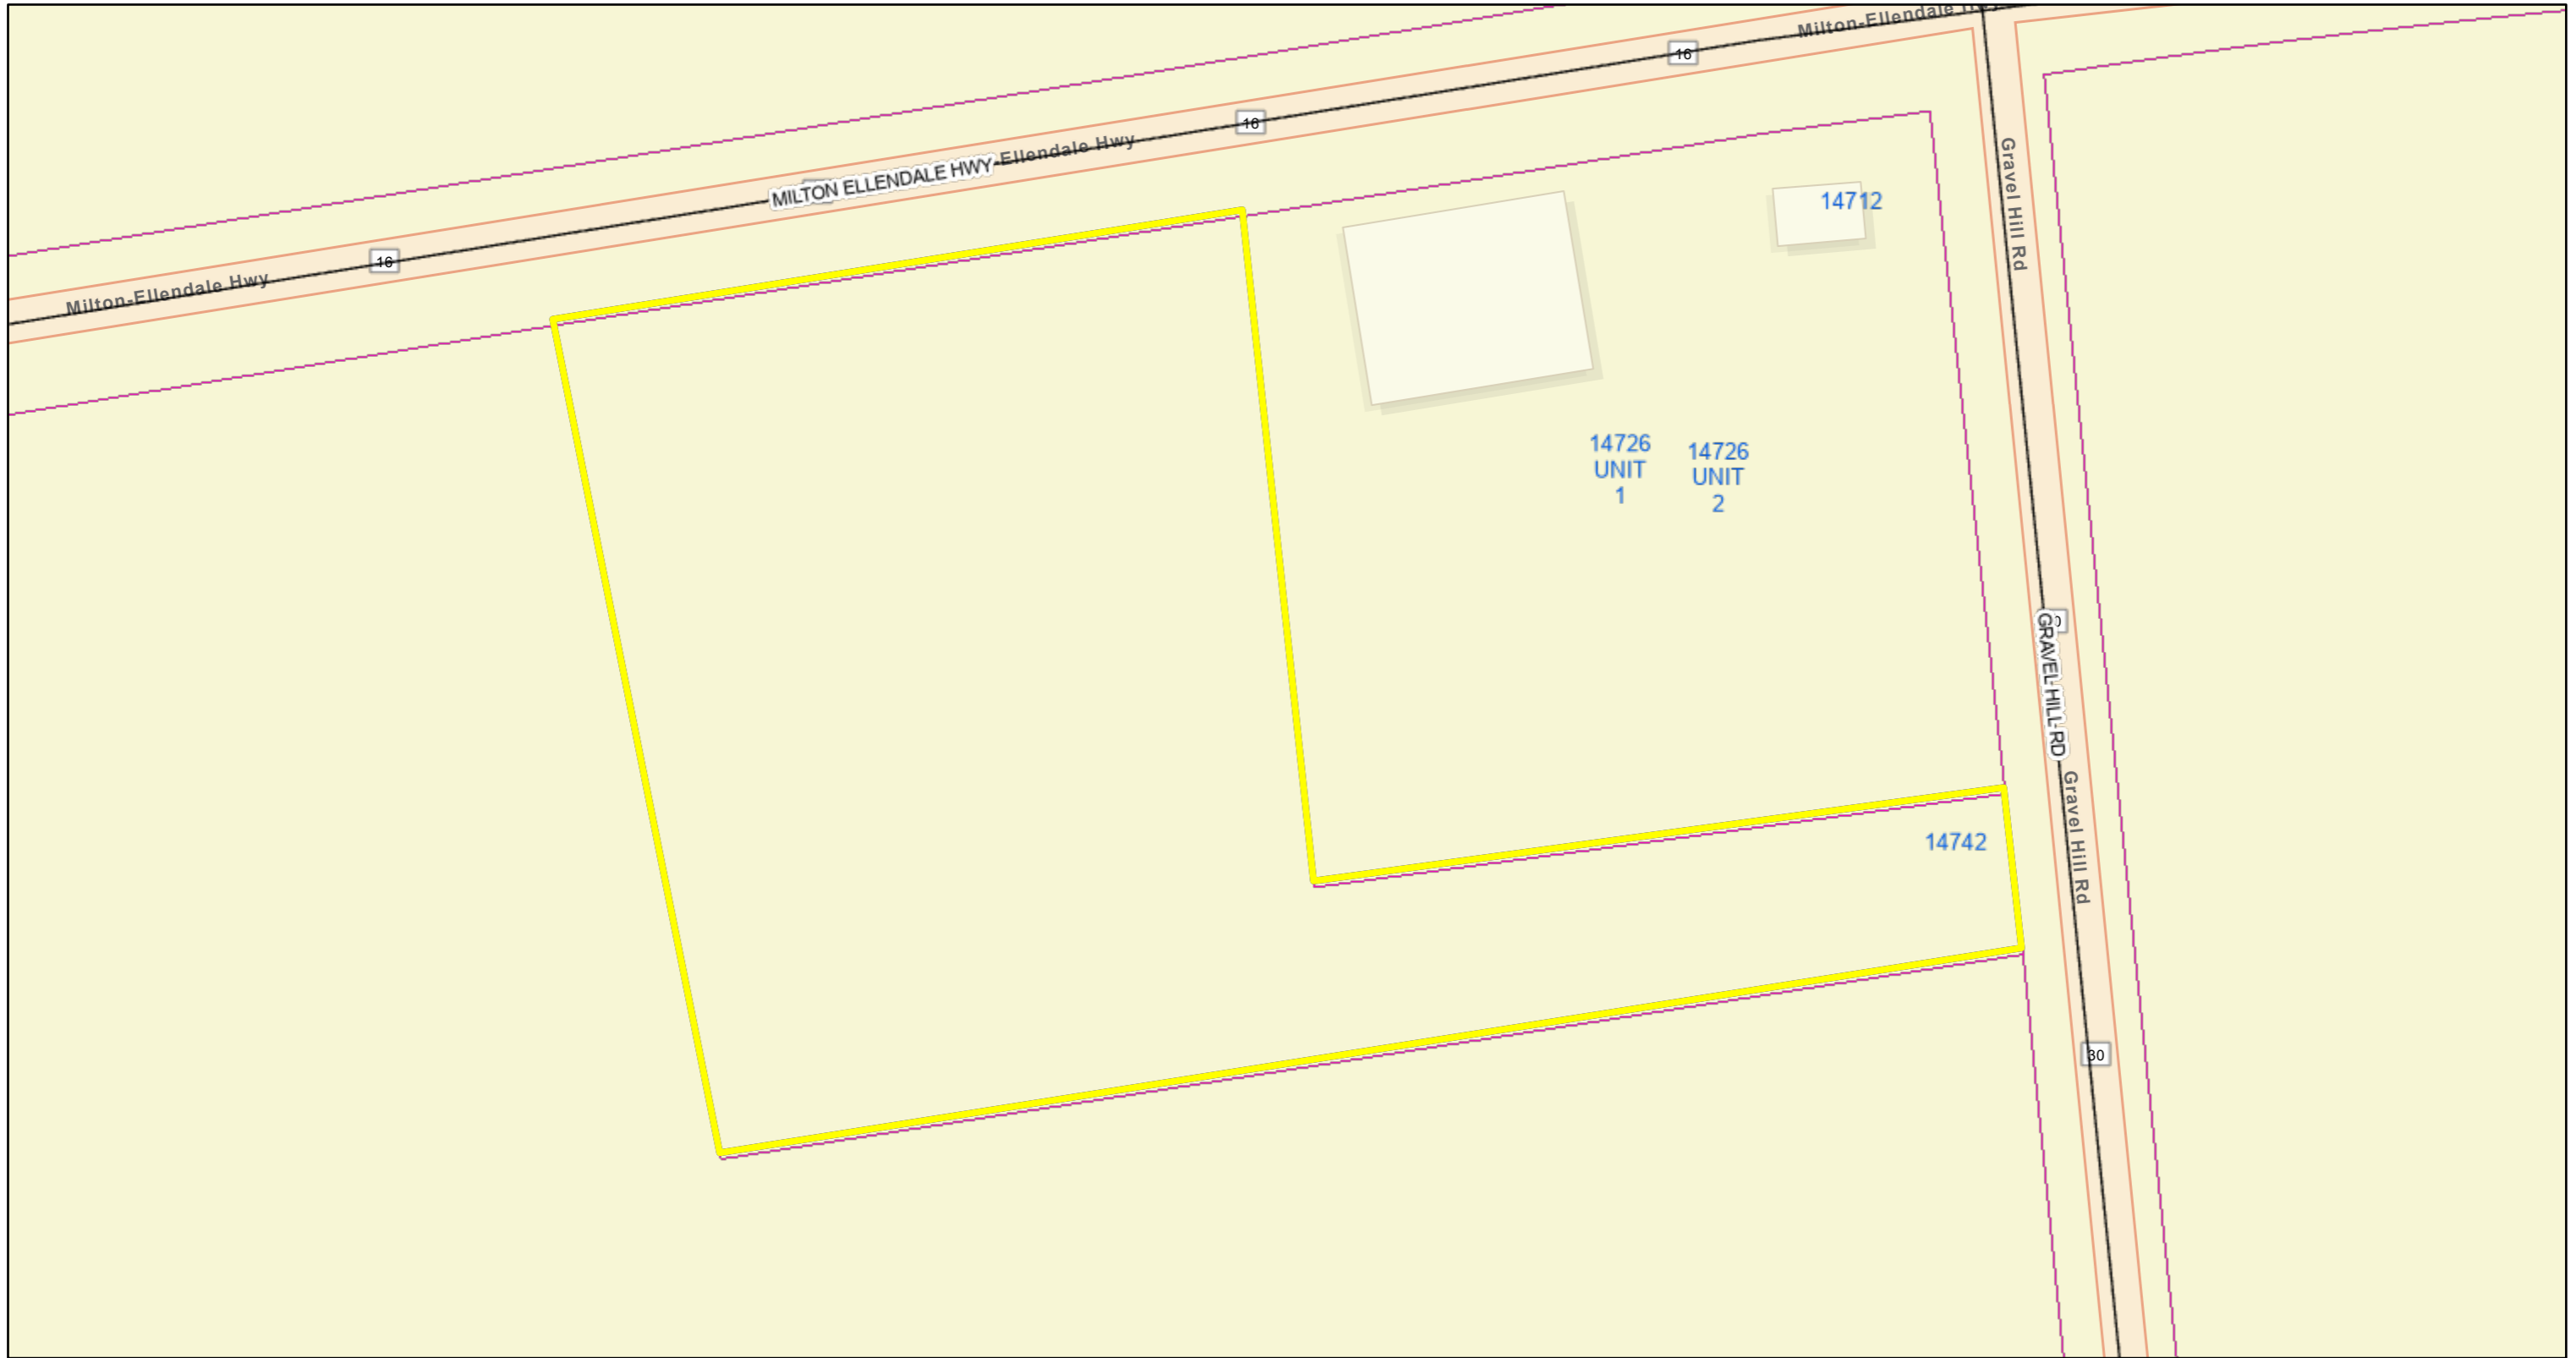 Milton-Ellendale
16
16
MILTON ELLENDALE HWY
-Ellendale Hwy
16
Milton-Ellendale Hwy
Gravel Hill Rd
14712
14726
UNIT
1
14726
UNIT
2
GRAVEL HILL RD
Gravel Hill Rd
14742
30